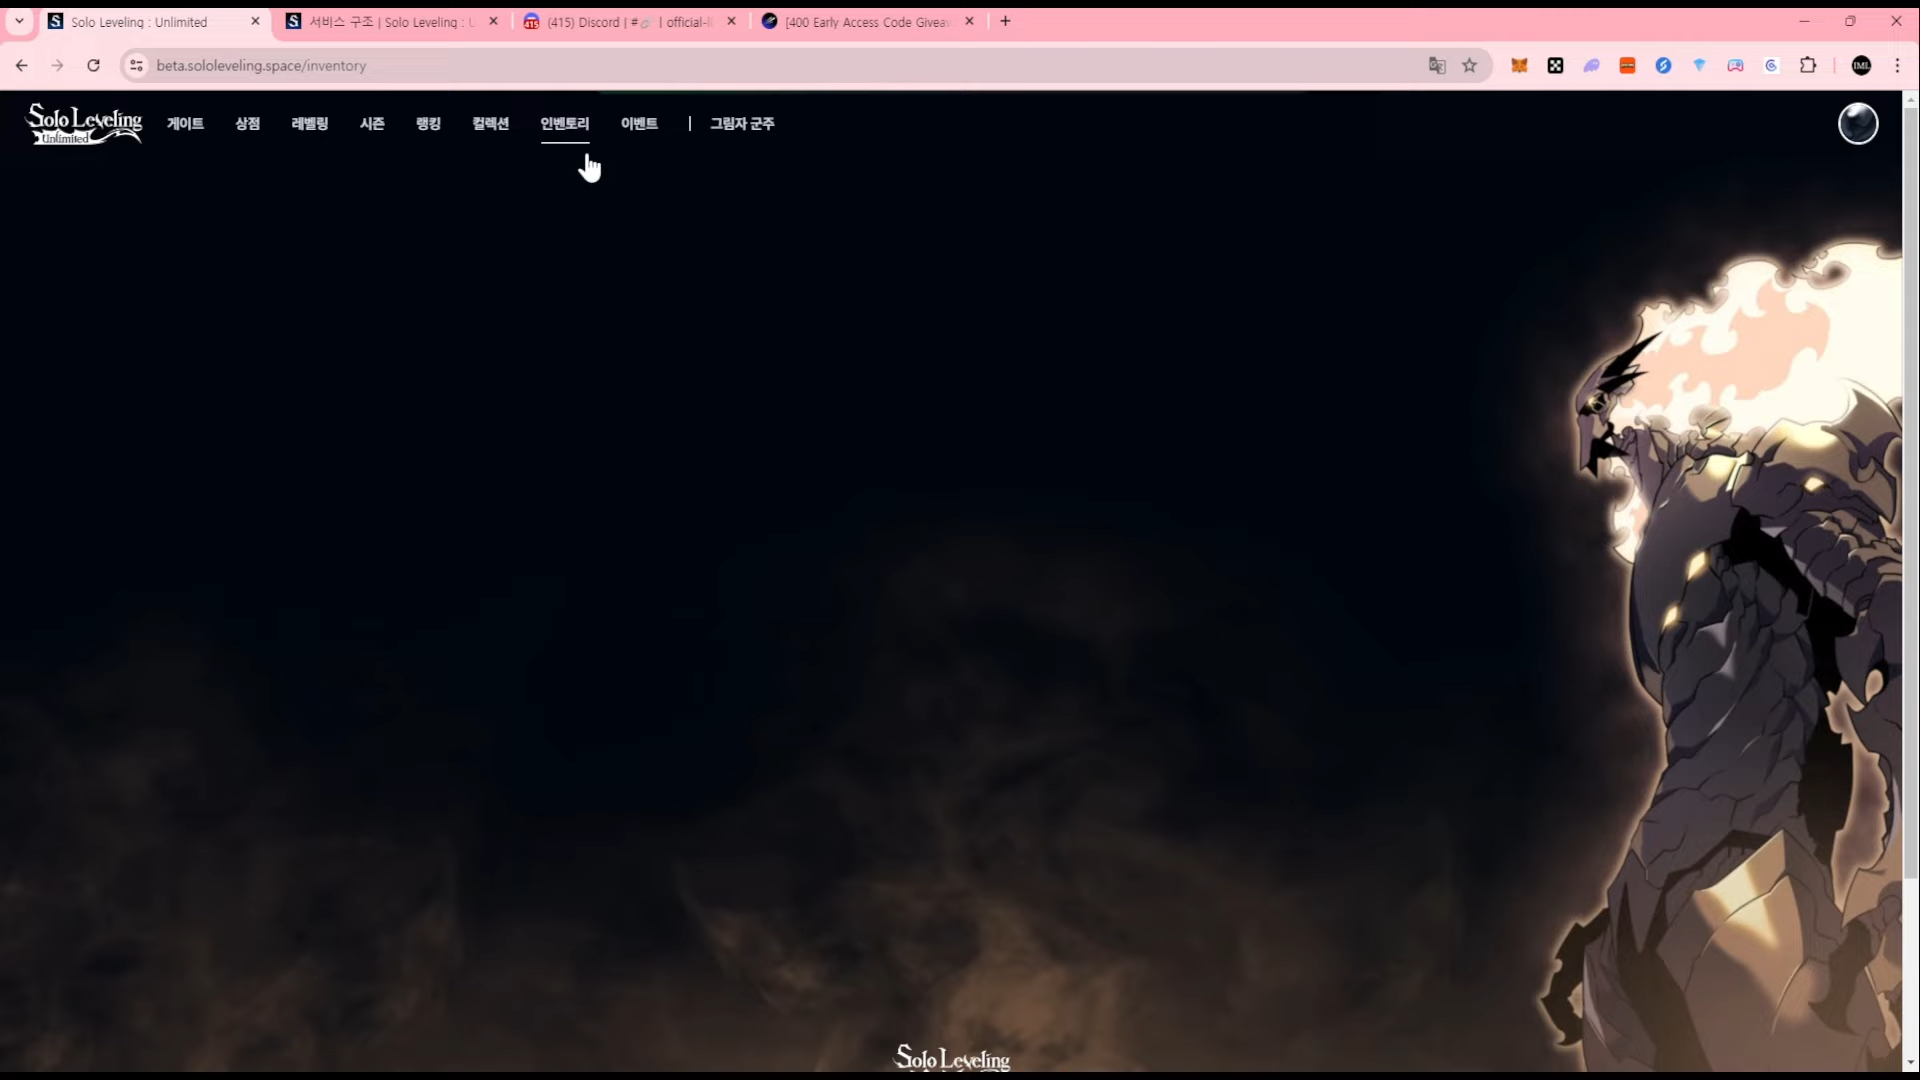 Solo Leveling : Unlimited
서비스 구조 | Solo Leveling : U
(415) Discord | # | official-li
[400 Early Access Code Giveaw
beta.sololeveling.space/inventory
Solo Leveling
Unlimited
게이트 상점 레벨링 시즌 랭킹 컬렉션 인벤토리 이벤트 | 그림자 군주
Solo Leveling